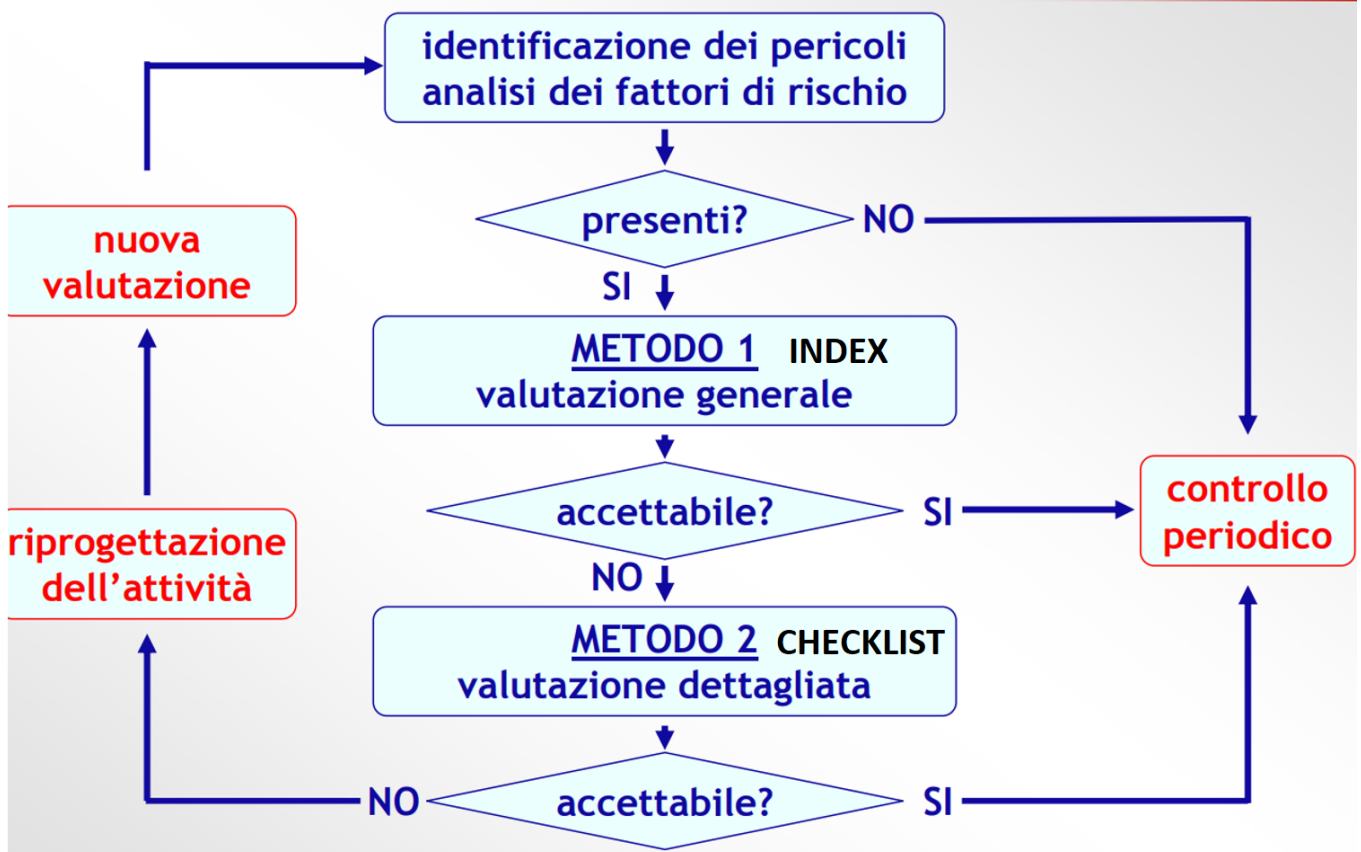 identificazione dei pericoli
analisi dei fattori di rischio
presenti?
NO
SI
nuova
valutazione
METODO 1 INDEX
valutazione generale
accettabile?
SI
controllo
periodico
riprogettazione
dell'attività
NO
METODO 2 CHECKLIST
valutazione dettagliata
NO
accettabile?
SI